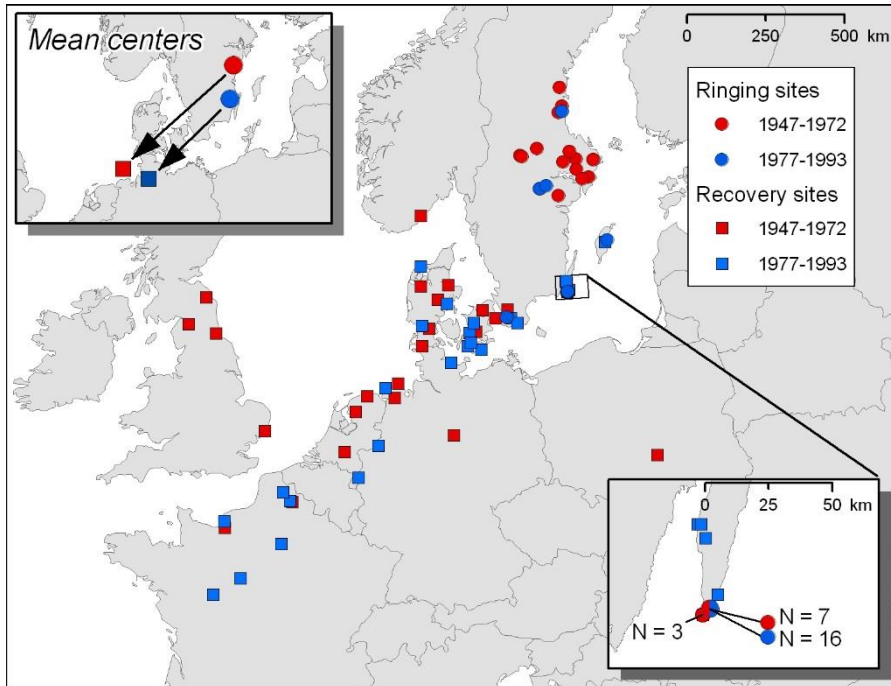 Mean centers
0 250 500 km
Ringing sites
1947-1972
1977-1993
Recovery sites
1947-1972
1977-1993
0 25 50 km
N = 7
N = 3
N = 16